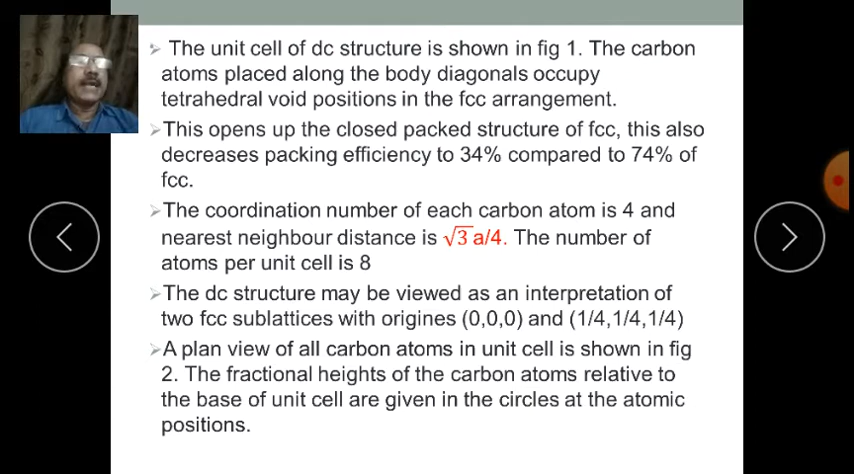 The unit cell of dc structure is shown in fig 1. The carbon
atoms placed along the body diagonals occupy
tetrahedral void positions in the fcc arrangement.
This opens up the closed packed structure of fcc, this also
decreases packing efficiency to 34% compared to 74% of
fcc.
The coordination number of each carbon atom is 4 and
nearest neighbour distance is √3 a/4. The number of
atoms per unit cell is 8
The dc structure may be viewed as an interpretation of
two fcc sublattices with origines (0,0,0) and (1/4,1/4,1/4)
A plan view of all carbon atoms in unit cell is shown in fig
2. The fractional heights of the carbon atoms relative to
the base of unit cell are given in the circles at the atomic
positions.